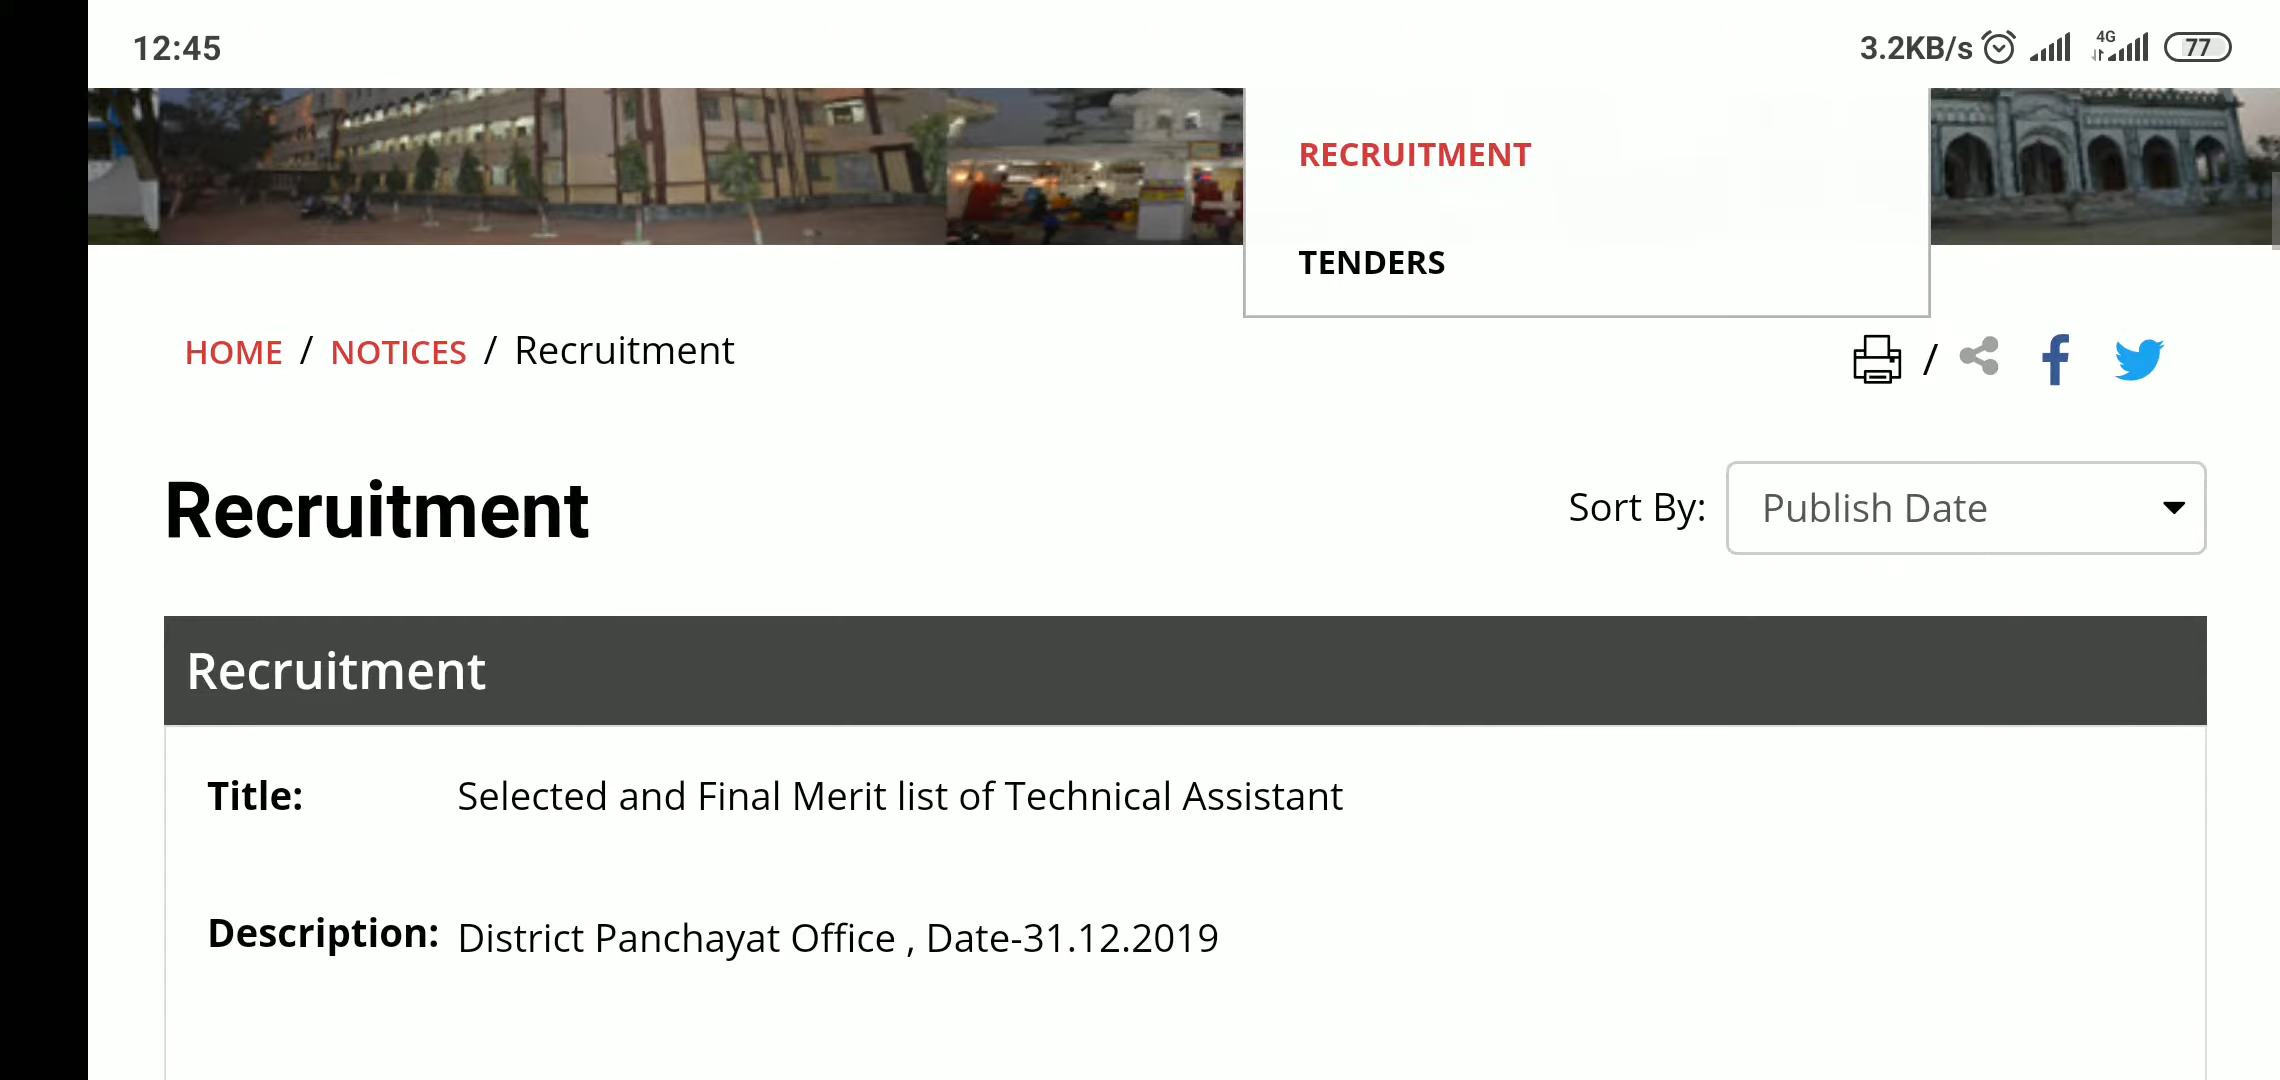 12:45 3.2KB/s 4G 77
RECRUITMENT
TENDERS
HOME / NOTICES / Recruitment /
Recruitment Sort By: Publish Date
Recruitment
Title: Selected and Final Merit list of Technical Assistant
Description: District Panchayat Office , Date-31.12.2019